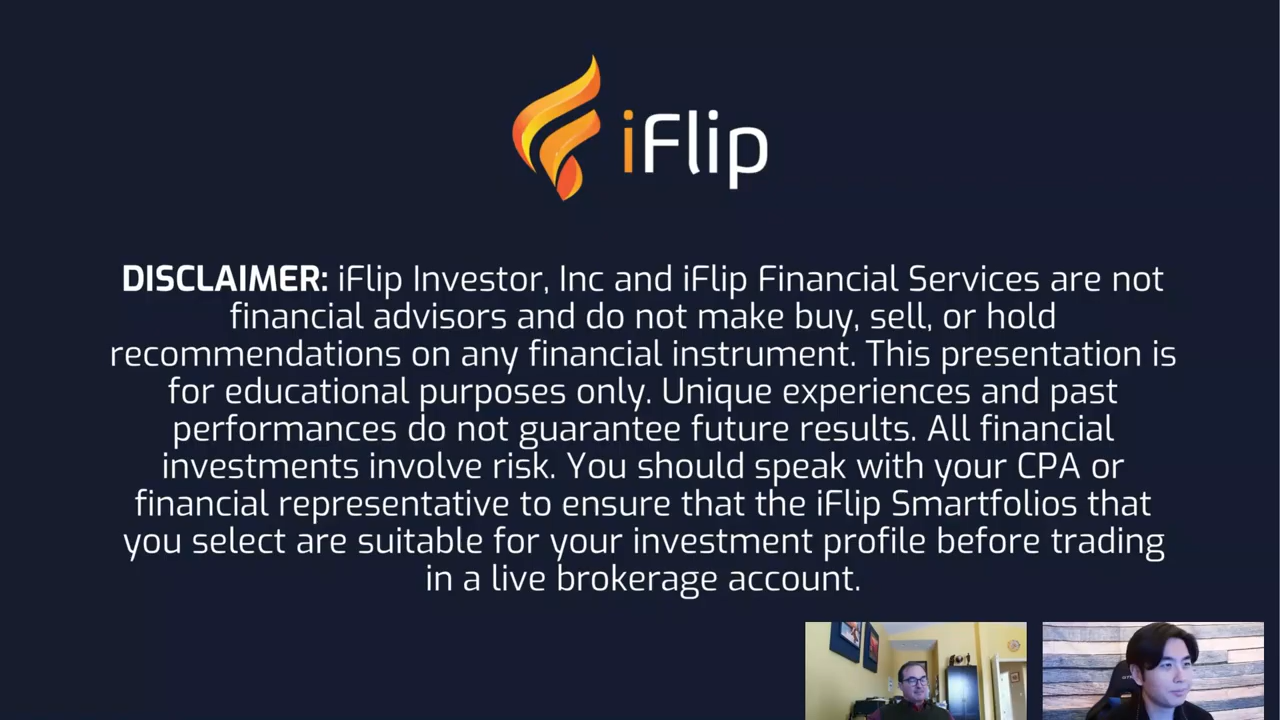 iFlip
DISCLAIMER: iFlip Investor, Inc and iFlip Financial Services are not
financial advisors and do not make buy, sell, or hold
recommendations on any financial instrument. This presentation is
for educational purposes only. Unique experiences and past
performances do not guarantee future results. All financial
investments involve risk. You should speak with your CPA or
financial representative to ensure that the iFlip Smartfolios that
you select are suitable for your investment profile before trading
in a live brokerage account.